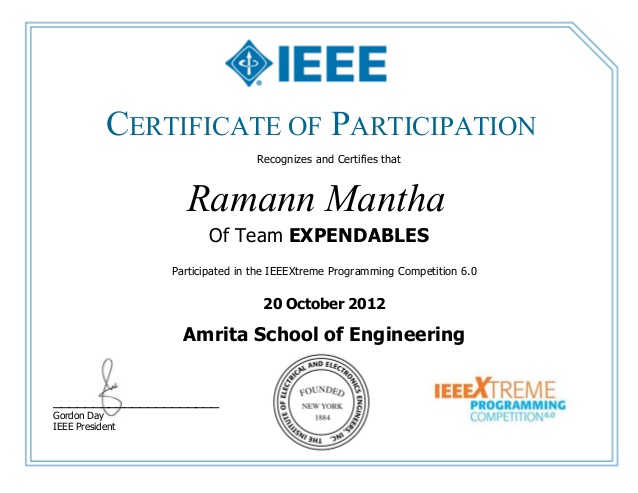 IEEE
CERTIFICATE OF PARTICIPATION
Recognizes and Certifies that
Ramann Mantha
Of Team EXPENDABLES
Participated in the IEEEXtreme Programming Competition 6.0
20 October 2012
Amrita School of Engineering
Gordon Day
IEEE President
THE INSTITUTE OF ELECTRICAL AND ELECTRONICS ENGINEERS, INC.
FOUNDED
NEW YORK
1884
IEEEXTREME
PROGRAMMING
COMPETITION6.0